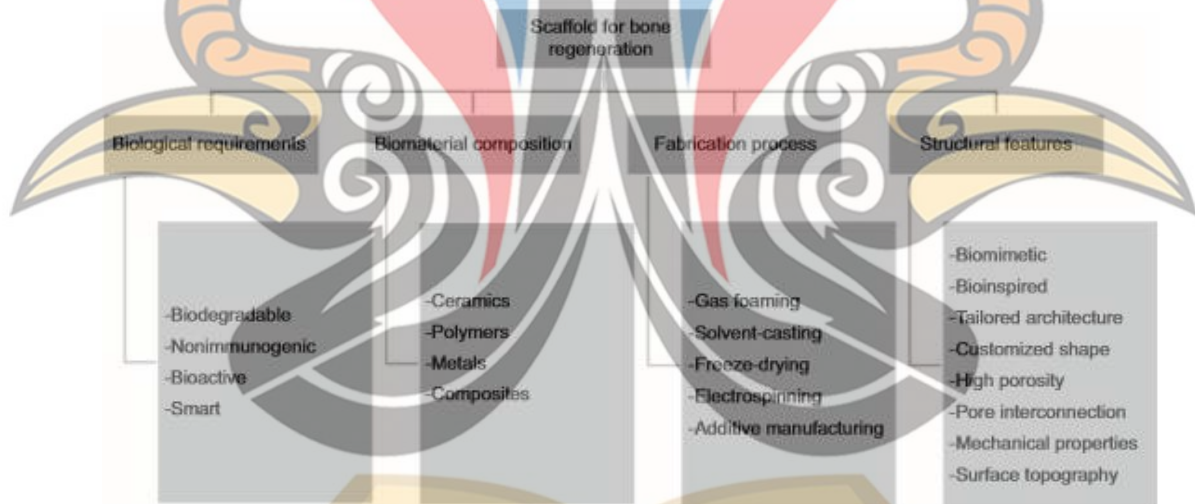 Scaffold for bone
regeneration
Biological requirements
Biomaterial composition
Fabrication process
Structural features
-Biodegradable
-Nonimmunogenic
-Bioactive
-Smart
-Ceramics
-Polymers
-Metals
-Composites
-Gas foaming
-Solvent-casting
-Freeze-drying
-Electrospinning
-Additive manufacturing
-Biomimetic
-Bioinspired
-Tailored architecture
-Customized shape
-High porosity
-Pore interconnection
-Mechanical properties
-Surface topography